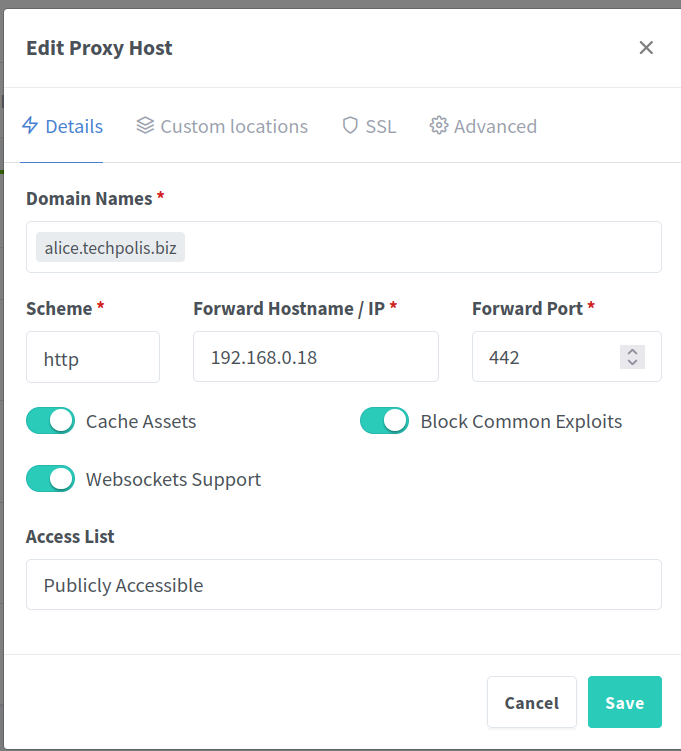 Edit Proxy Host
Details Custom locations SSL Advanced
Domain Names *
alice.techpolis.biz
Scheme * Forward Hostname / IP * Forward Port *
http 192.168.0.18 442
Cache Assets Block Common Exploits
Websockets Support
Access List
Publicly Accessible
Cancel Save